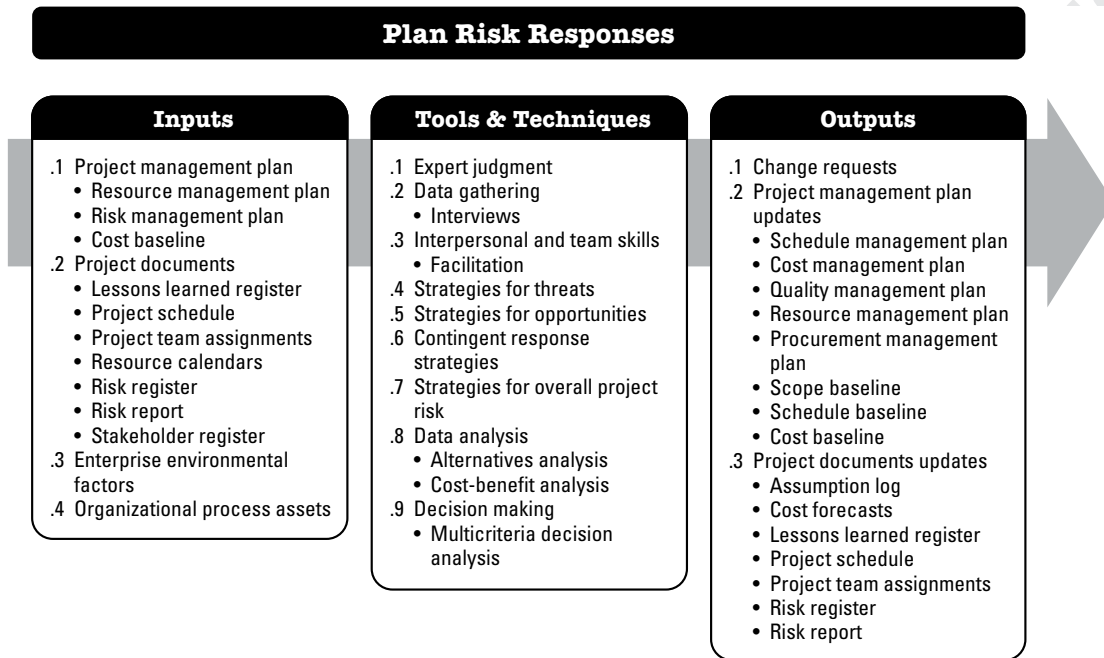 Plan Risk Responses
Inputs
.1 Project management plan
• Resource management plan
• Risk management plan
• Cost baseline
.2 Project documents
• Lessons learned register
• Project schedule
• Project team assignments
• Resource calendars
• Risk register
• Risk report
• Stakeholder register
.3 Enterprise environmental
factors
.4 Organizational process assets
Tools & Techniques
.1 Expert judgment
.2 Data gathering
• Interviews
.3 Interpersonal and team skills
• Facilitation
.4 Strategies for threats
.5 Strategies for opportunities
.6 Contingent response
strategies
.7 Strategies for overall project
risk
.8 Data analysis
• Alternatives analysis
• Cost-benefit analysis
.9 Decision making
• Multicriteria decision
analysis
Outputs
.1 Change requests
.2 Project management plan
updates
• Schedule management plan
• Cost management plan
• Quality management plan
• Resource management plan
• Procurement management
plan
• Scope baseline
• Schedule baseline
• Cost baseline
.3 Project documents updates
• Assumption log
• Cost forecasts
• Lessons learned register
• Project schedule
• Project team assignments
• Risk register
• Risk report